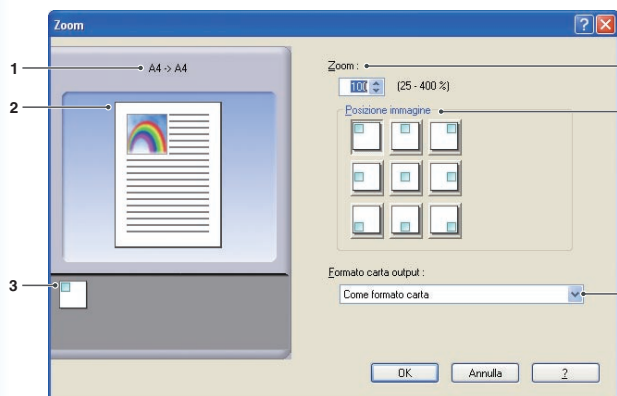 Zoom
1
A4 -> A4
2
3
Zoom :
100 (25 - 400 %)
Posizione immagine
Formato carta output :
Come formato carta
OK Annulla ?